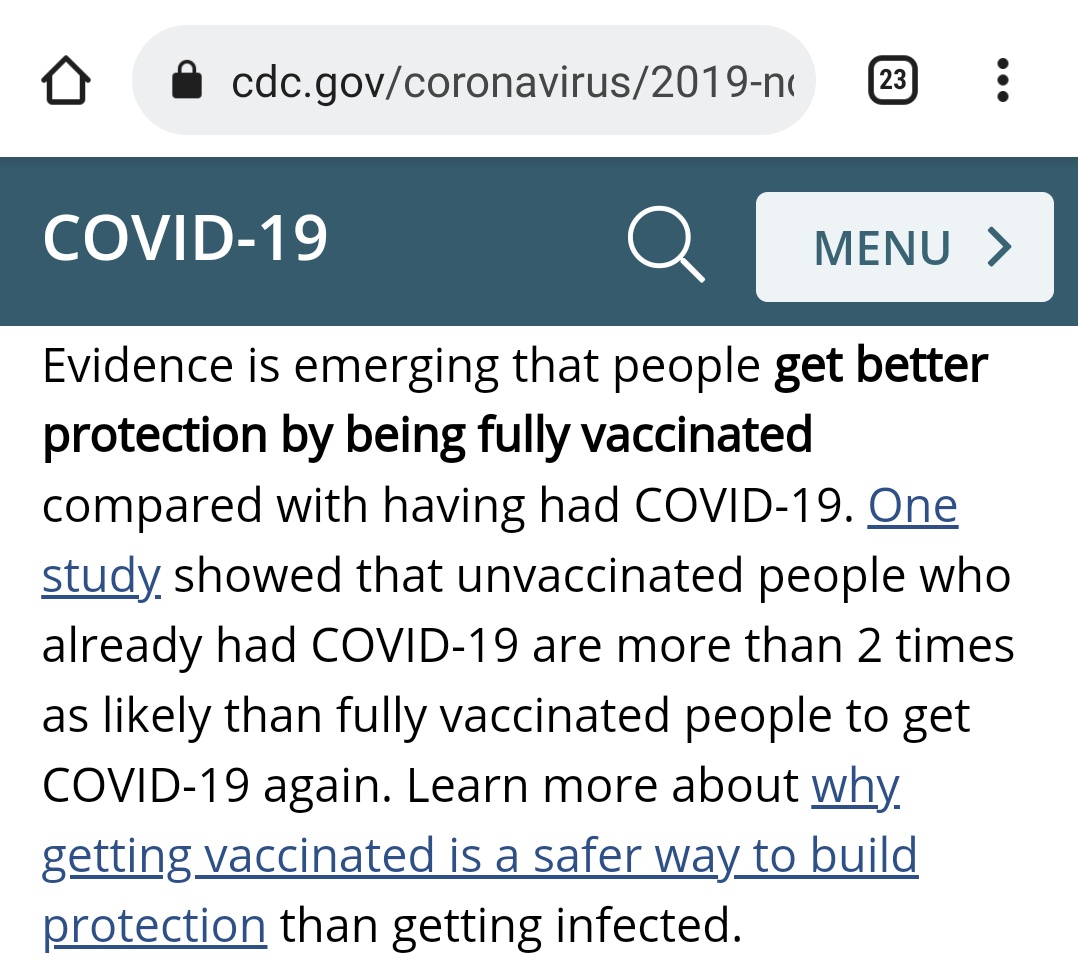 cdc.gov/coronavirus/2019-n
23
COVID-19
MENU
Evidence is emerging that people get better
protection by being fully vaccinated
compared with having had COVID-19. One
study showed that unvaccinated people who
already had COVID-19 are more than 2 times
as likely than fully vaccinated people to get
COVID-19 again. Learn more about why
getting vaccinated is a safer way to build
protection than getting infected.